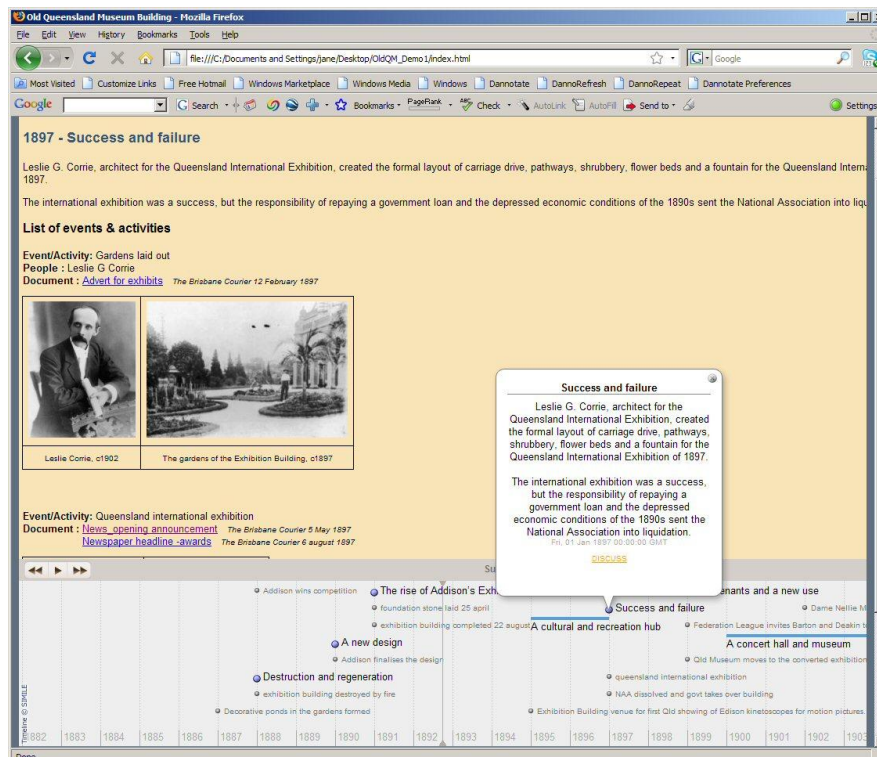 Old Queensland Museum Building - Mozilla Firefox
File Edit View History Bookmarks Tools Help
file:///C:/Documents and Settings/jane/Desktop/OldQM_Demo1/index.html
G Google
Most Visited Customize Links Free Hotmail Windows Marketplace Windows Media Windows Dannotate DannoRefresh DannoRepeat Dannotate Preferences
Google G Search Bookmarks PageRank ABC Check AutoLink AutoFill Send to Settings
1897 - Success and failure
Leslie G. Corrie, architect for the Queensland International Exhibition, created the formal layout of carriage drive, pathways, shrubbery, flower beds and a fountain for the Queensland Interna
1897.
The international exhibition was a success, but the responsibility of repaying a government loan and the depressed economic conditions of the 1890s sent the National Association into liqu
List of events & activities
Event/Activity: Gardens laid out
People : Leslie G Corrie
Document : Advert for exhibits The Brisbane Courier 12 February 1897
Leslie Corrie, c1902 The gardens of the Exhibition Building, c1897
Success and failure
Leslie G. Corrie, architect for the
Queensland International Exhibition, created
the formal layout of carriage drive, pathways,
shrubbery, flower beds and a fountain for the
Queensland International Exhibition of 1897.
The international exhibition was a success,
but the responsibility of repaying a
government loan and the depressed
economic conditions of the 1890s sent the
National Association into liquidation.
Fri, 01 Jan 1897 00:00:00 GMT
DISCUSS
Event/Activity: Queensland international exhibition
Document : News_opening announcement The Brisbane Courier 5 May 1897
Newspaper headline -awards The Brisbane Courier 6 august 1897
Su
Addison wins competition The rise of Addison's Exh enants and a new use
foundation stone laid 25 april Success and failure Dame Nellie M
exhibition building completed 22 august A cultural and recreation hub Federation League invites Barton and Deakin t
A new design A concert hall and museum
Addison finalises the design Qld Museum moves to the converted exhibition
Destruction and regeneration queensland international exhibition
exhibition building destroyed by fire NAA dissolved and govt takes over building
Decorative ponds in the gardens formed Exhibition Building venue for first Qld showing of Edison kinetoscopes for motion pictures.
Timeline © SIMILE
1882 1883 1884 1885 1886 1887 1888 1889 1890 1891 1892 1893 1894 1895 1896 1897 1898 1899 1900 1901 1902 1903
Done